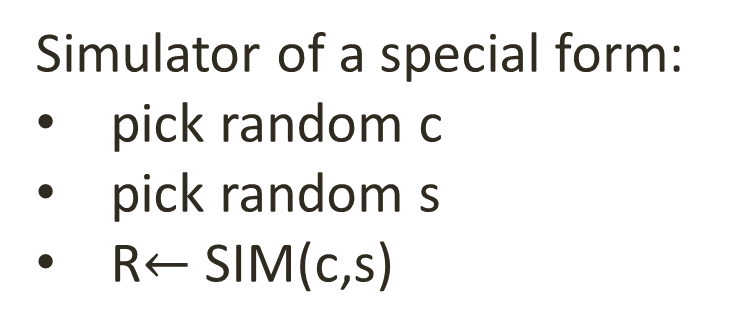 Simulator of a special form:
• pick random c
• pick random s
• R← SIM(c,s)